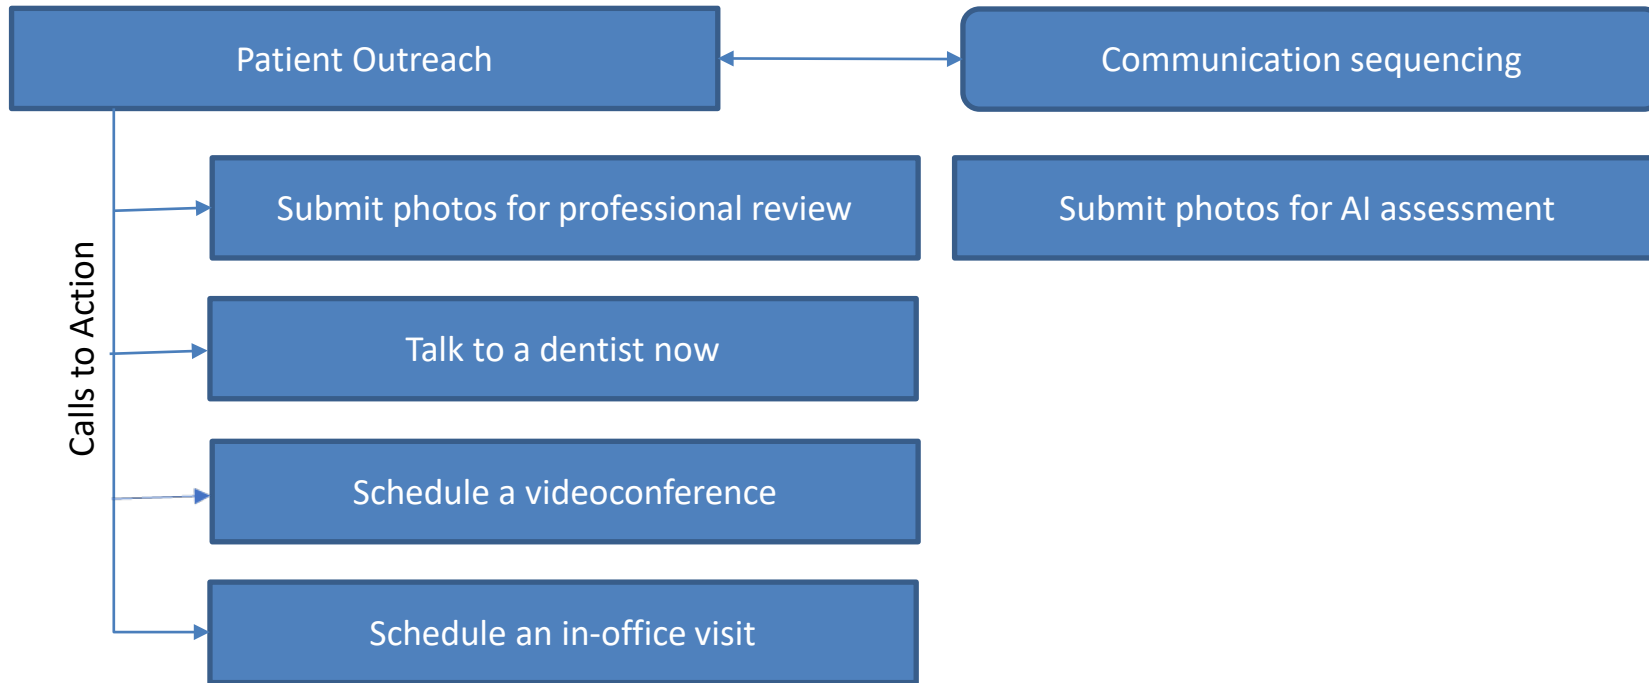 Patient Outreach
Communication sequencing
Submit photos for professional review
Submit photos for AI assessment
Calls to Action
Talk to a dentist now
Schedule a videoconference
Schedule an in-office visit